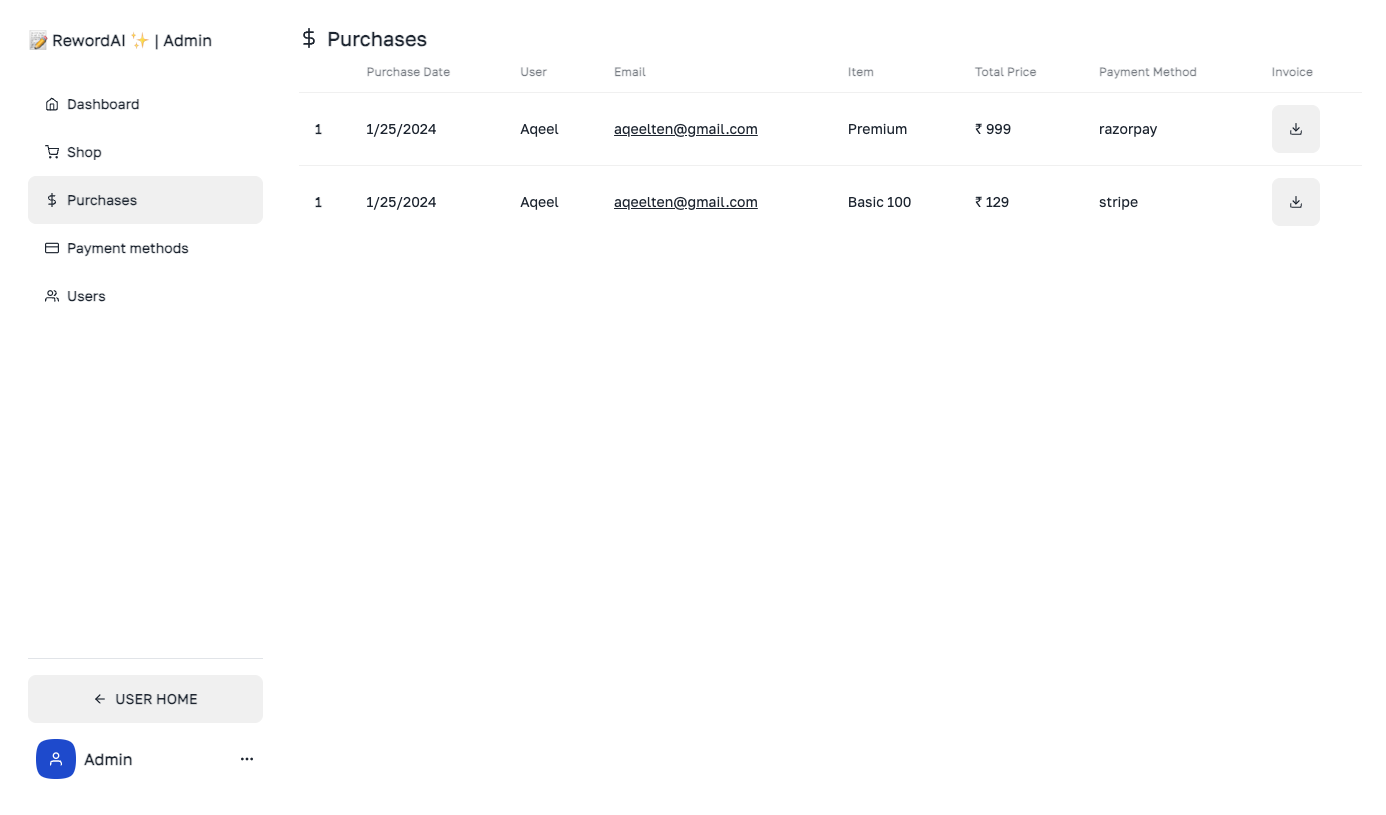 📝 RewordAI ✨ | Admin
Dashboard
Shop
Purchases
Payment methods
Users
USER HOME
Admin
Purchases
Purchase Date User Email Item Total Price Payment Method Invoice
1 1/25/2024 Aqeel aqeelten@gmail.com Premium ₹ 999 razorpay
1 1/25/2024 Aqeel aqeelten@gmail.com Basic 100 ₹ 129 stripe